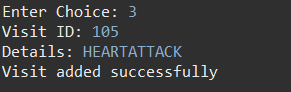 Enter Choice: 3
Visit ID: 105
Details: HEARTATTACK
Visit added successfully